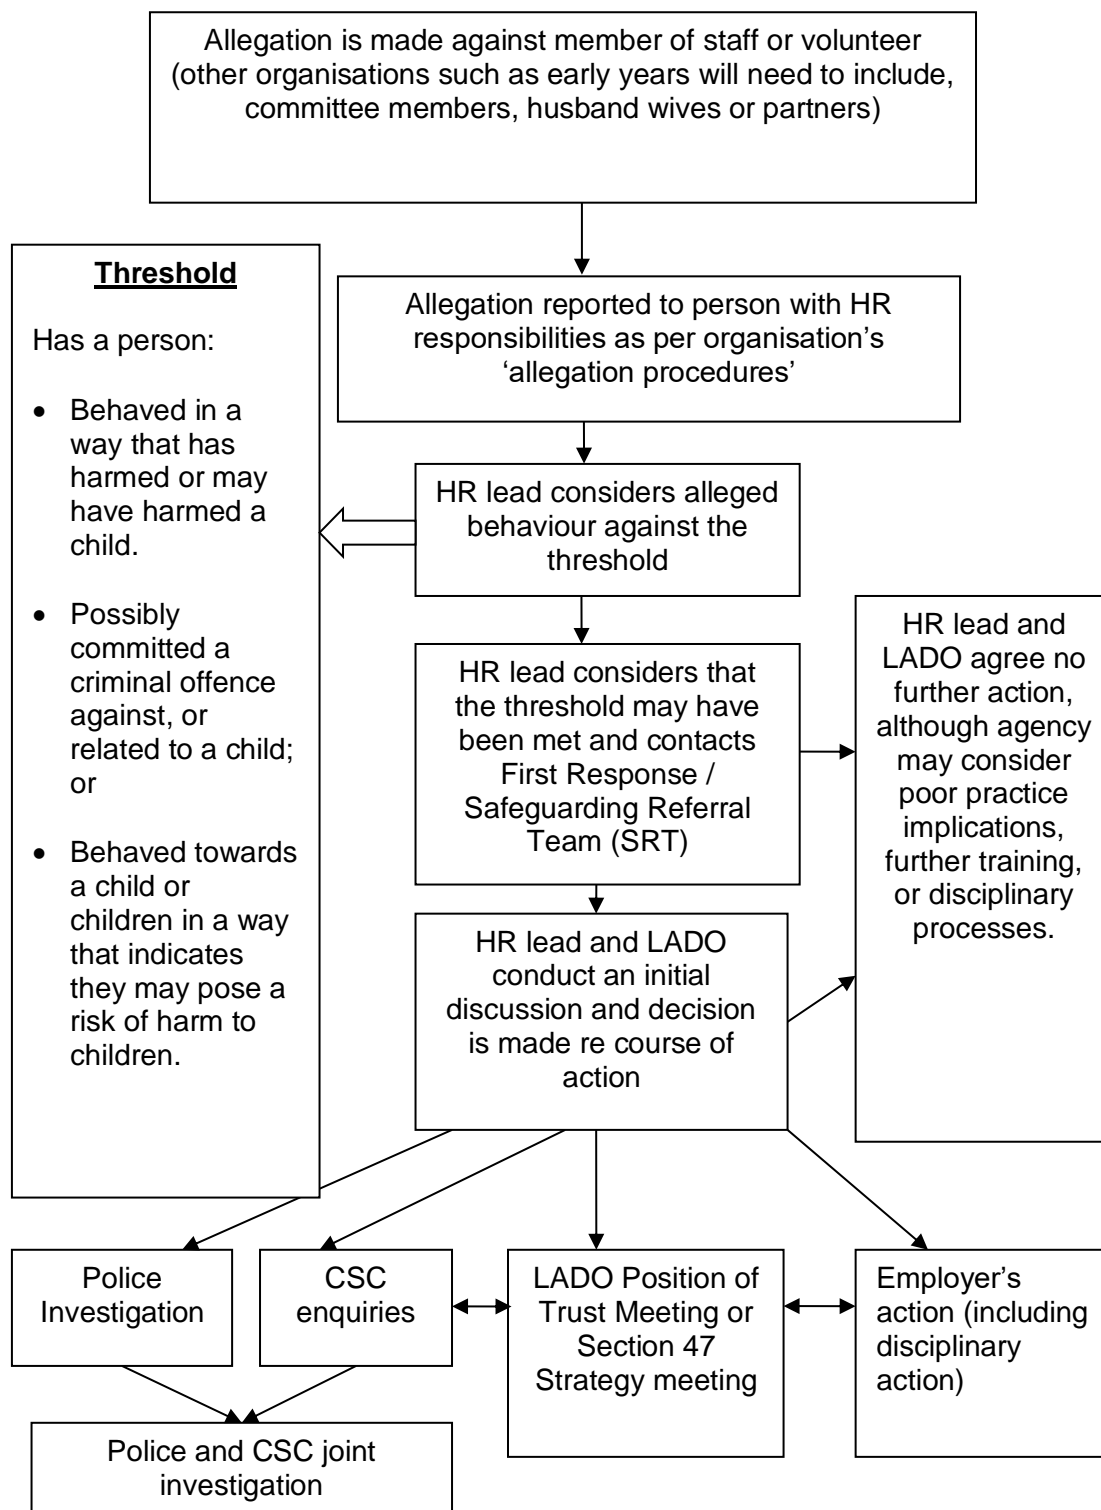 Allegation is made against member of staff or volunteer
(other organisations such as early years will need to include,
committee members, husband wives or partners)
Threshold
Has a person:
• Behaved in a
way that has
harmed or may
have harmed a
child.
• Possibly
committed a
criminal offence
against, or
related to a child;
or
• Behaved towards
a child or
children in a way
that indicates
they may pose a
risk of harm to
children.
Allegation reported to person with HR
responsibilities as per organisation’s
‘allegation procedures’
HR lead considers alleged
behaviour against the
threshold
HR lead considers that
the threshold may have
been met and contacts
First Response /
Safeguarding Referral
Team (SRT)
HR lead and
LADO agree no
further action,
although agency
may consider
poor practice
implications,
further training,
or disciplinary
processes.
HR lead and LADO
conduct an initial
discussion and decision
is made re course of
action
Police
Investigation
CSC
enquiries
LADO Position of
Trust Meeting or
Section 47
Strategy meeting
Employer’s
action (including
disciplinary
action)
Police and CSC joint
investigation